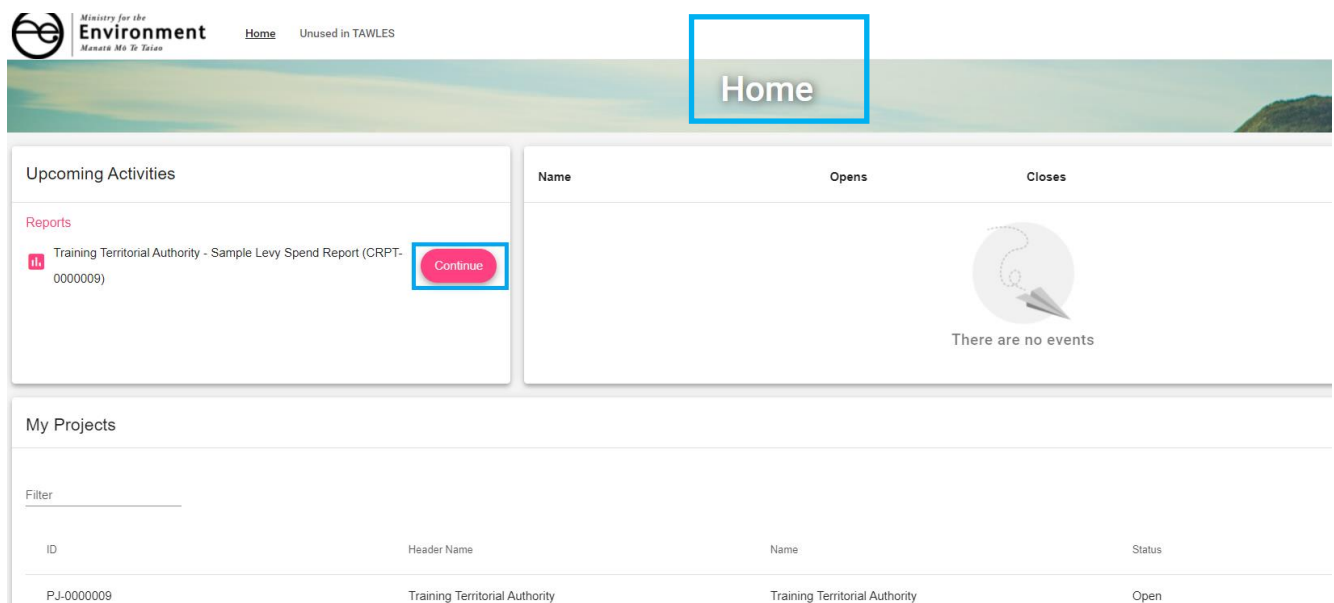 Ministry for the
Environment
Manatū Mō Te Taiao
Home Unused in TAWLES
Home
Upcoming Activities
Reports
Training Territorial Authority - Sample Levy Spend Report (CRPT-
0000009)
Continue
Name Opens Closes
There are no events
My Projects
Filter
ID Header Name Name Status
PJ-0000009 Training Territorial Authority Training Territorial Authority Open